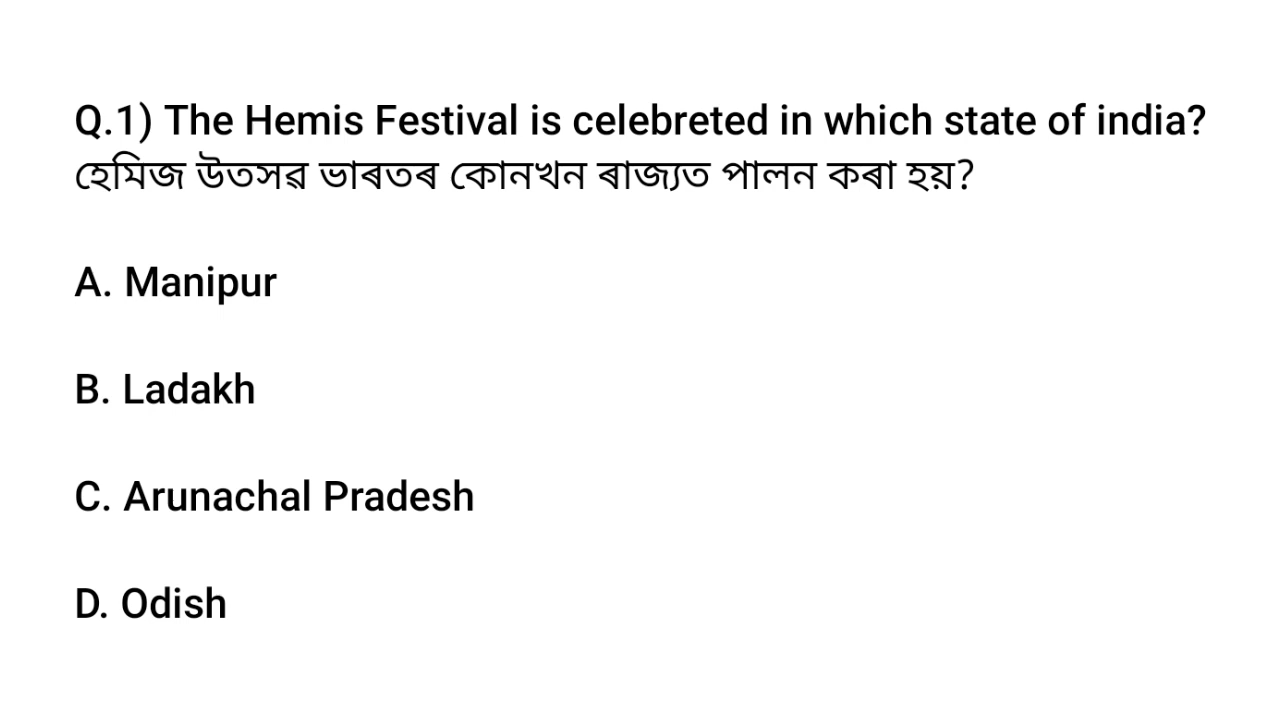 Q.1) The Hemis Festival is celebreted in which state of india?
হেমিজ উতসৱ ভাৰতৰ কোনখন ৰাজ্যত পালন কৰা হয়?
A. Manipur
B. Ladakh
C. Arunachal Pradesh
D. Odish